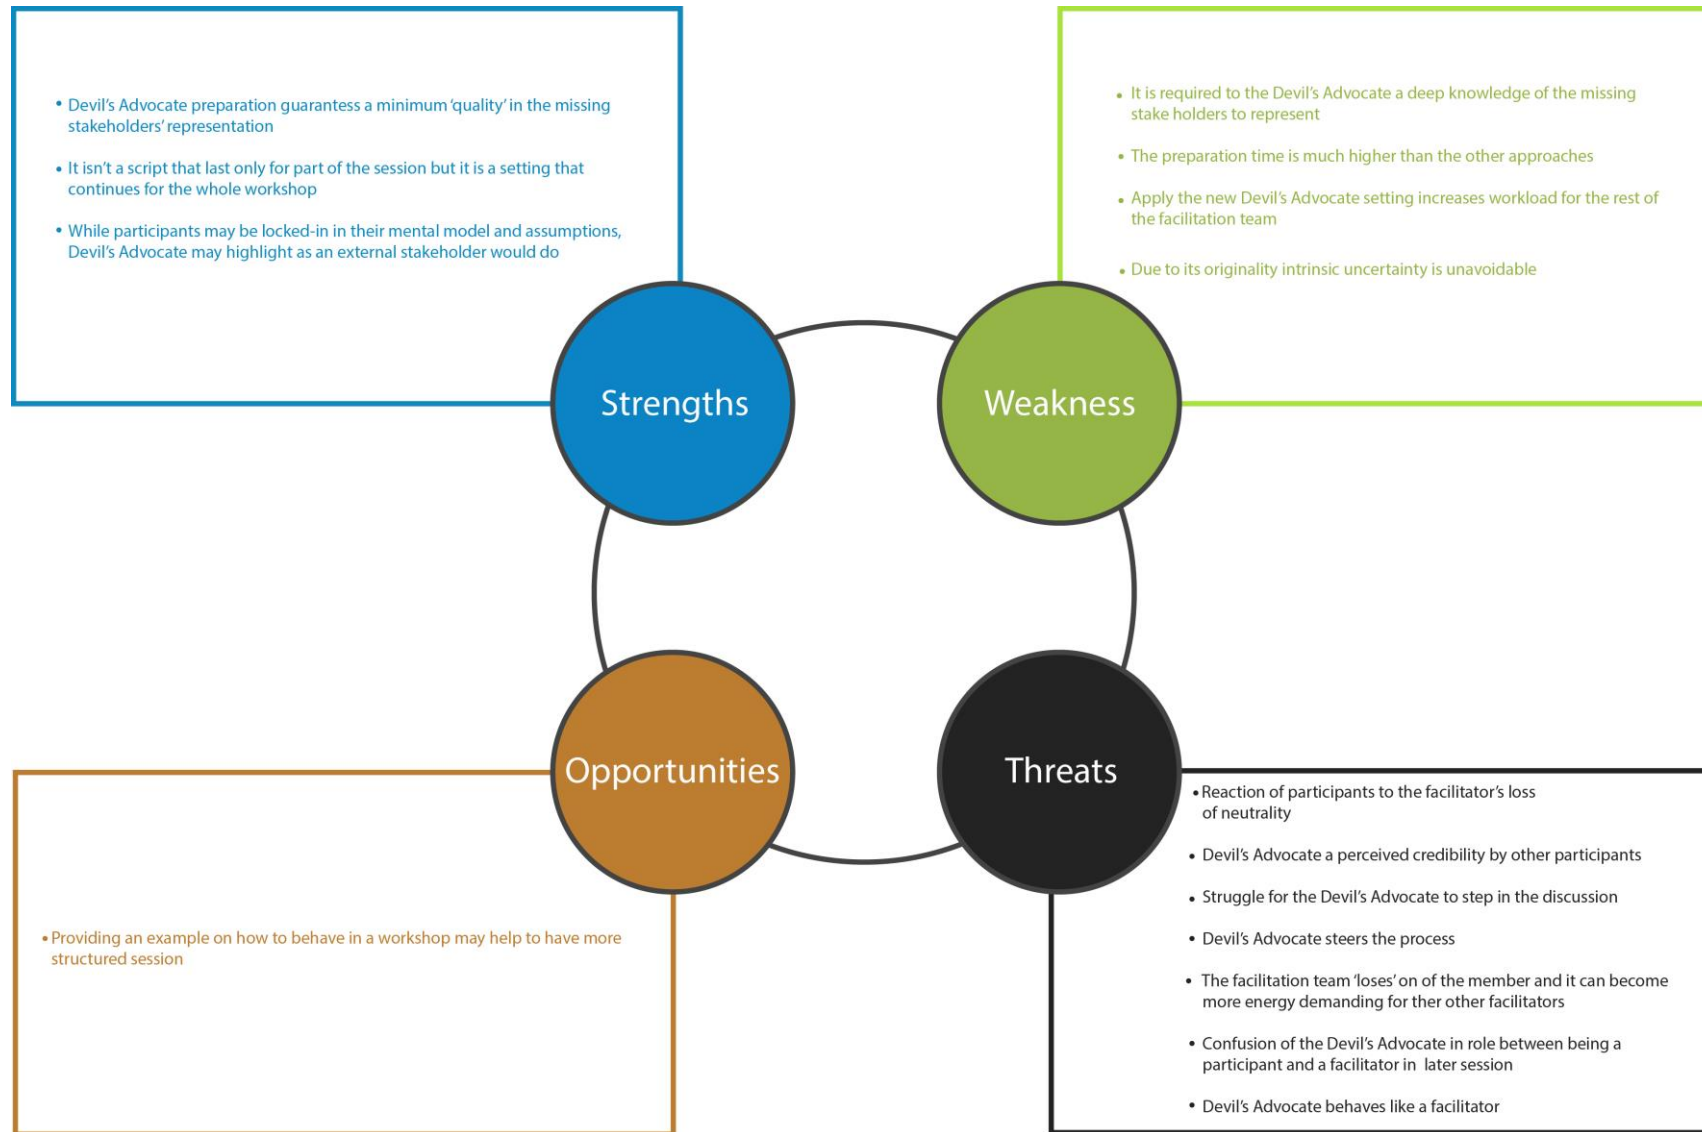 • Devil's Advocate preparation guarantess a minimum 'quality' in the missing
stakeholders' representation
• It isn't a script that last only for part of the session but it is a setting that
continues for the whole workshop
• While participants may be locked-in in their mental model and assumptions,
Devil's Advocate may highlight as an external stakeholder would do
Strengths
• It is required to the Devil's Advocate a deep knowledge of the missing
stake holders to represent
• The preparation time is much higher than the other approaches
• Apply the new Devil's Advocate setting increases workload for the rest of
the facilitation team
• Due to its originality intrinsic uncertainty is unavoidable
Weakness
Opportunities
• Providing an example on how to behave in a workshop may help to have more
structured session
Threats
• Reaction of participants to the facilitator's loss
of neutrality
• Devil's Advocate a perceived credibility by other participants
• Struggle for the Devil's Advocate to step in the discussion
• Devil's Advocate steers the process
• The facilitation team 'loses' on of the member and it can become
more energy demanding for ther other facilitators
• Confusion of the Devil's Advocate in role between being a
participant and a facilitator in later session
• Devil's Advocate behaves like a facilitator